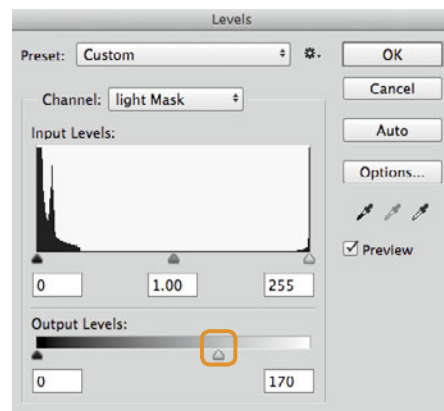 Levels
Preset: Custom
OK
Channel: light Mask
Cancel
Input Levels:
Auto
Options...
Preview
0 1.00 255
Output Levels:
0 170